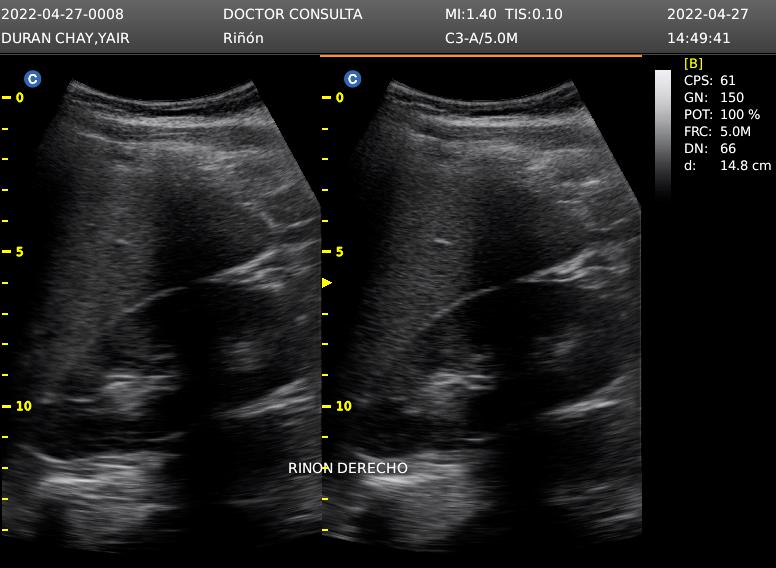 2022-04-27-0008 DOCTOR CONSULTA MI:1.40 TIS:0.10 2022-04-27
DURAN CHAY,YAIR Riñón C3-A/5.0M 14:49:41
C C [B]
0 0 CPS: 61
GN: 150
POT: 100 %
FRC: 5.0M
DN: 66
d: 14.8 cm
5 5
10 10
RINON DERECHO